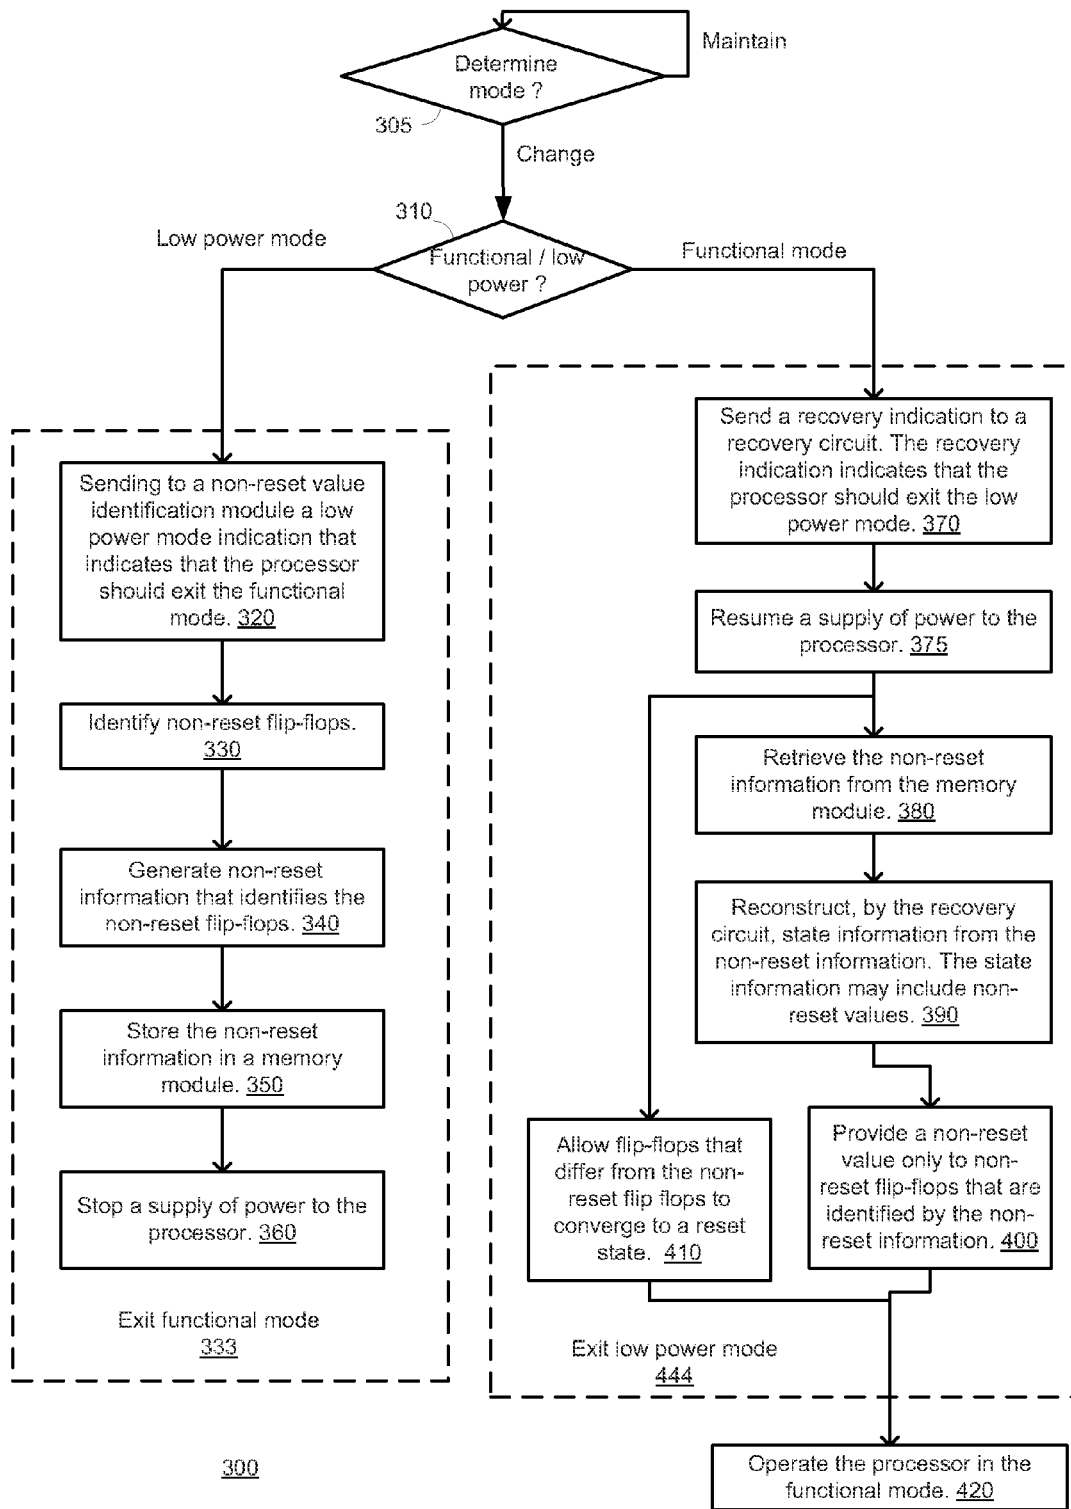 Maintain
Determine
mode ?
305
Change
310
Low power mode
Functional mode
Functional / low
power ?
Sending to a non-reset value
identification module a low
power mode indication that
indicates that the processor
should exit the functional
mode. 320
Identify non-reset flip-flops.
330
Generate non-reset
information that identifies the
non-reset flip-flops. 340
Store the non-reset
information in a memory
module. 350
Stop a supply of power to the
processor. 360
Exit functional mode
333
Send a recovery indication to a
recovery circuit. The recovery
indication indicates that the
processor should exit the low
power mode. 370
Resume a supply of power to the
processor. 375
Retrieve the non-reset
information from the memory
module. 380
Reconstruct, by the recovery
circuit, state information from the
non-reset information. The state
information may include non-
reset values. 390
Allow flip-flops that
differ from the non-
reset flip flops to
converge to a reset
state. 410
Provide a non-reset
value only to non-
reset flip-flops that are
identified by the non-
reset information. 400
Exit low power mode
444
Operate the processor in the
functional mode. 420
300